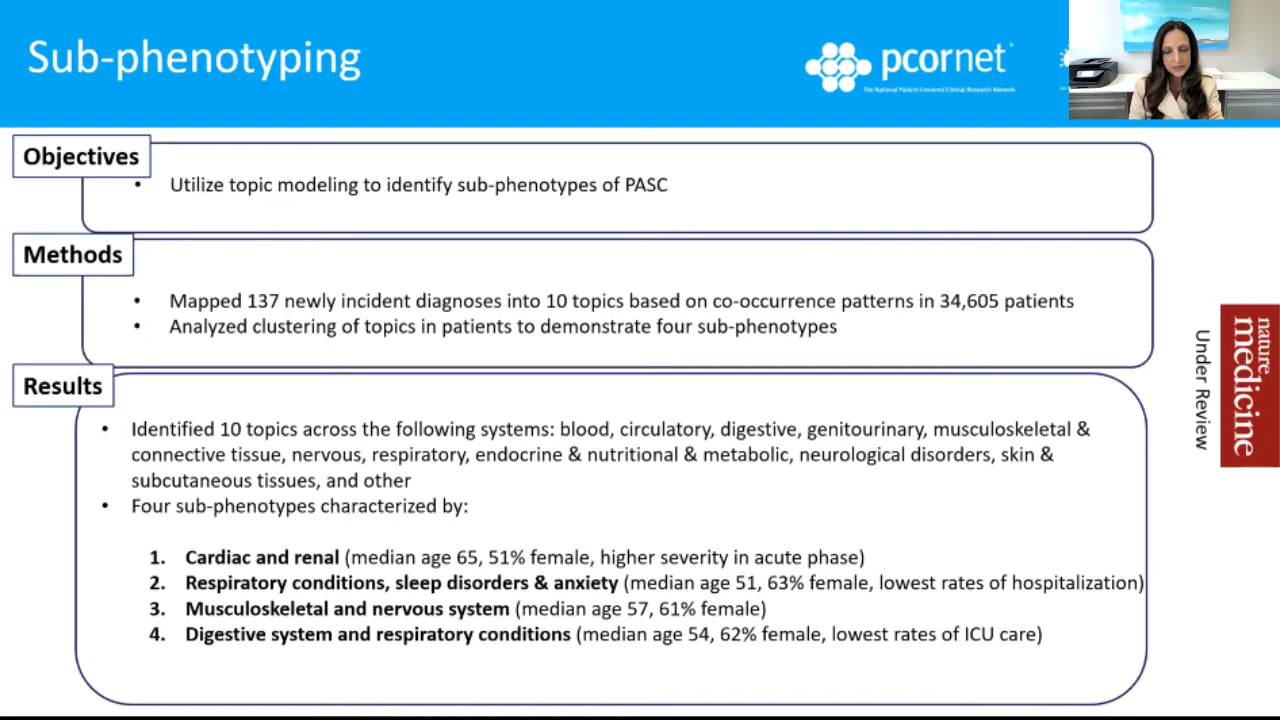 Sub-phenotyping
pcornet
The National Patient-Centered Clinical Research Network
Objectives
• Utilize topic modeling to identify sub-phenotypes of PASC
Methods
• Mapped 137 newly incident diagnoses into 10 topics based on co-occurrence patterns in 34,605 patients
• Analyzed clustering of topics in patients to demonstrate four sub-phenotypes
Results
• Identified 10 topics across the following systems: blood, circulatory, digestive, genitourinary, musculoskeletal &
connective tissue, nervous, respiratory, endocrine & nutritional & metabolic, neurological disorders, skin &
subcutaneous tissues, and other
• Four sub-phenotypes characterized by:
1. Cardiac and renal (median age 65, 51% female, higher severity in acute phase)
2. Respiratory conditions, sleep disorders & anxiety (median age 51, 63% female, lowest rates of hospitalization)
3. Musculoskeletal and nervous system (median age 57, 61% female)
4. Digestive system and respiratory conditions (median age 54, 62% female, lowest rates of ICU care)
nature
medicine
Under Review